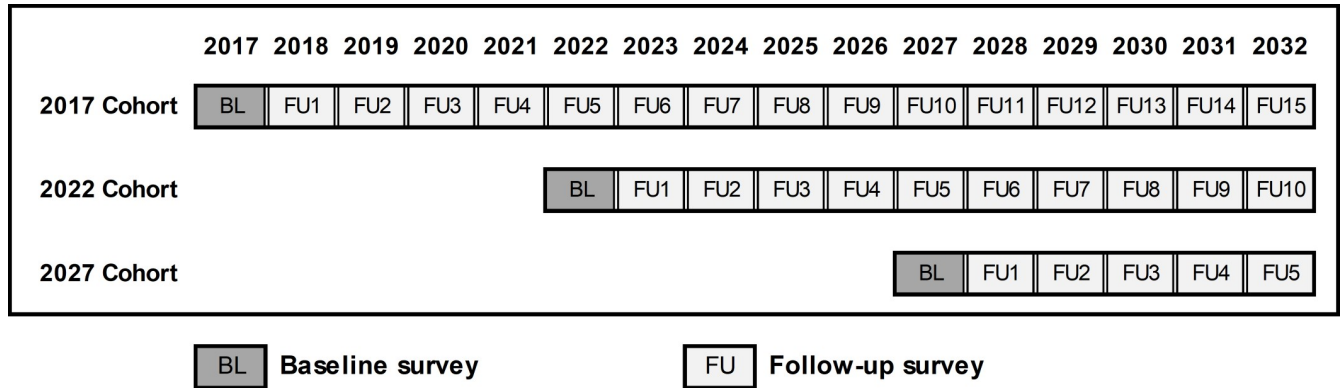 2017 2018 2019 2020 2021 2022 2023 2024 2025 2026 2027 2028 2029 2030 2031 2032
2017 Cohort BL FU1 FU2 FU3 FU4 FU5 FU6 FU7 FU8 FU9 FU10 FU11 FU12 FU13 FU14 FU15
2022 Cohort BL FU1 FU2 FU3 FU4 FU5 FU6 FU7 FU8 FU9 FU10
2027 Cohort BL FU1 FU2 FU3 FU4 FU5
BL Baseline survey FU Follow-up survey